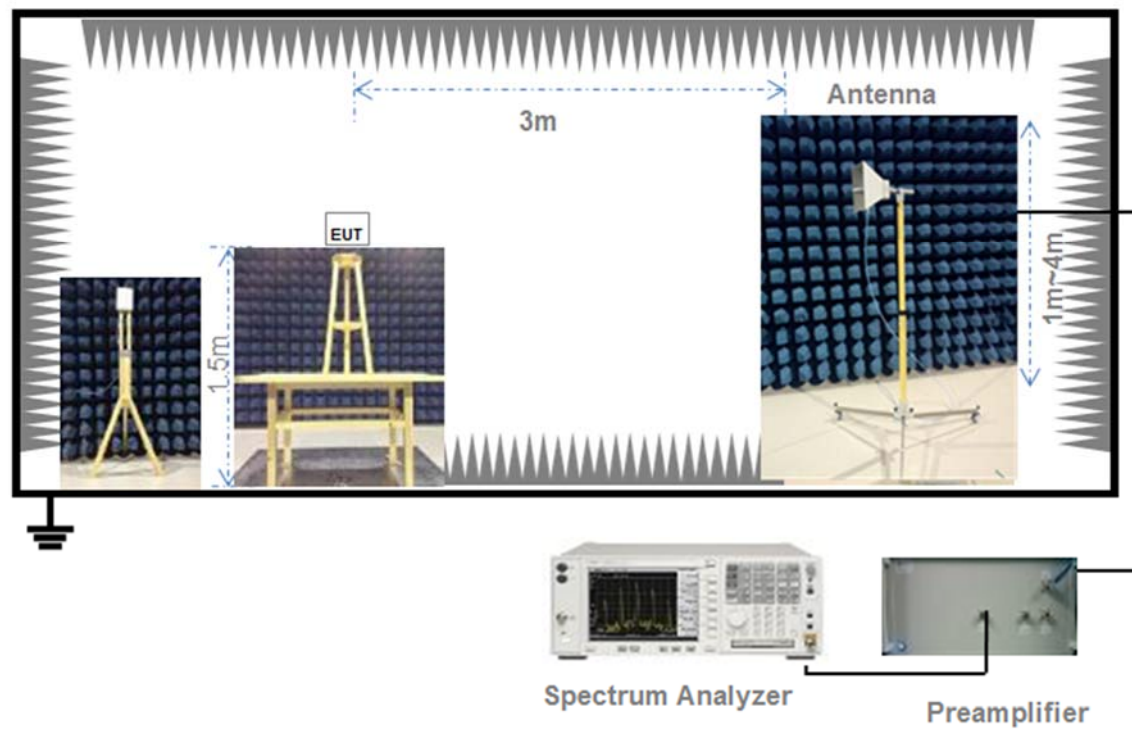 Antenna
3m
EUT
1.5m
1m~4m
Spectrum Analyzer
Preamplifier